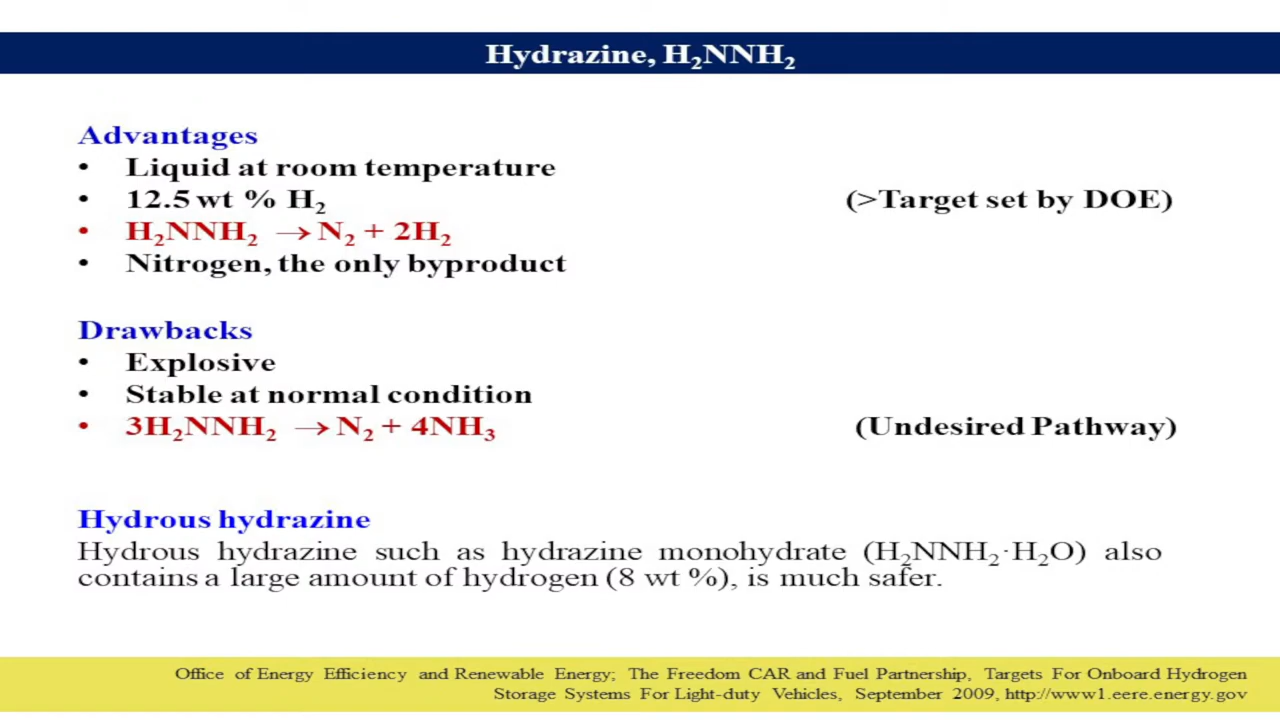 Hydrazine, H₂NNH₂
Advantages
• Liquid at room temperature
• 12.5 wt % H₂ (>Target set by DOE)
• H₂NNH₂ → N₂ + 2H₂
• Nitrogen, the only byproduct
Drawbacks
• Explosive
• Stable at normal condition
• 3H₂NNH₂ → N₂ + 4NH₃ (Undesired Pathway)
Hydrous hydrazine
Hydrous hydrazine such as hydrazine monohydrate (H₂NNH₂·H₂O) also
contains a large amount of hydrogen (8 wt %), is much safer.
Office of Energy Efficiency and Renewable Energy; The Freedom CAR and Fuel Partnership, Targets For Onboard Hydrogen
Storage Systems For Light-duty Vehicles, September 2009, http://www1.eere.energy.gov